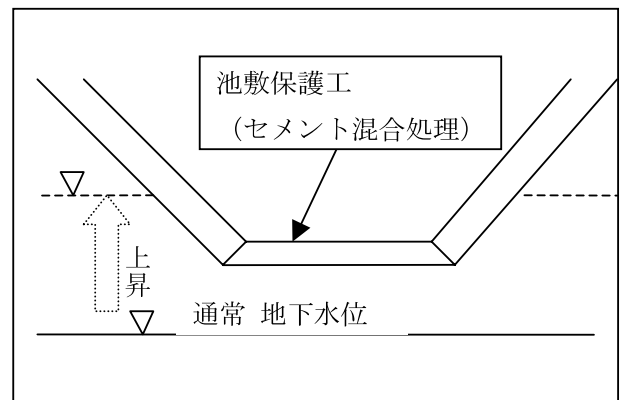 池敷保護工
（セメント混合処理）
上昇
通常 地下水位